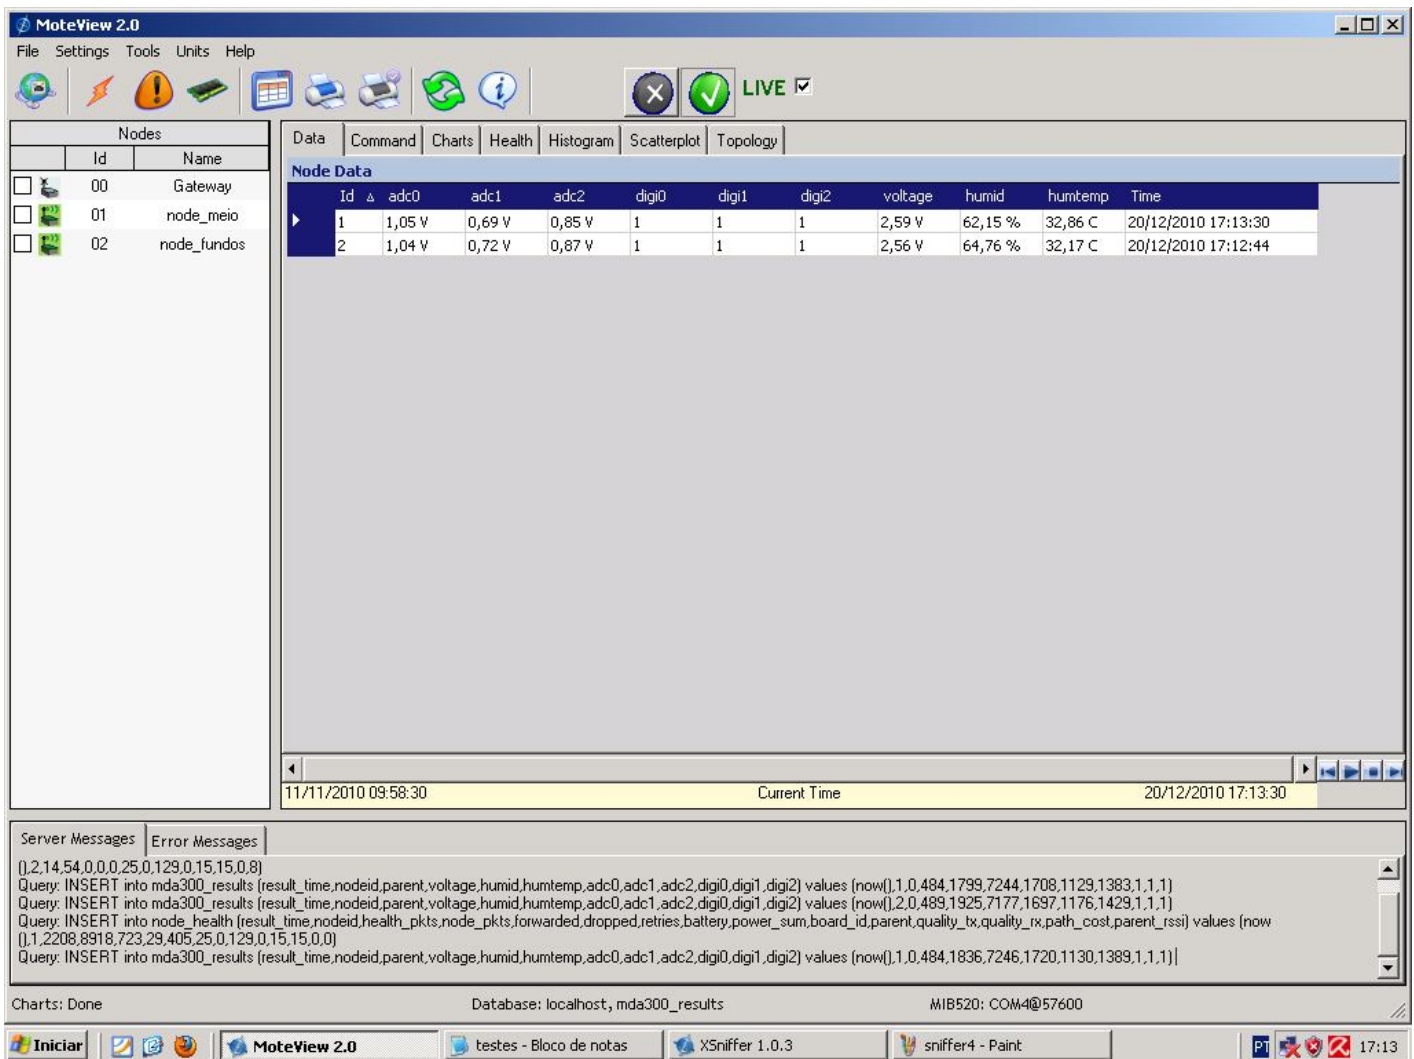 MoteView 2.0
File Settings Tools Units Help
LIVE
Nodes
Id Name
00 Gateway
01 node_meio
02 node_fundos
Data Command Charts Health Histogram Scatterplot Topology
Node Data
Id adc0 adc1 adc2 digi0 digi1 digi2 voltage humid humtemp Time
1 1,05 V 0,69 V 0,85 V 1 1 1 2,59 V 62,15 % 32,86 C 20/12/2010 17:13:30
2 1,04 V 0,72 V 0,87 V 1 1 1 2,56 V 64,76 % 32,17 C 20/12/2010 17:12:44
11/11/2010 09:58:30 Current Time 20/12/2010 17:13:30
Server Messages Error Messages
(),2,14,54,0,0,0,25,0,129,0,15,15,0,8)
Query: INSERT into mda300_results (result_time,nodeid,parent,voltage,humid,humtemp,adc0,adc1,adc2,digi0,digi1,digi2) values (now(),1,0,484,1799,7244,1708,1129,1383,1,1,1)
Query: INSERT into mda300_results (result_time,nodeid,parent,voltage,humid,humtemp,adc0,adc1,adc2,digi0,digi1,digi2) values (now(),2,0,489,1925,7177,1697,1176,1429,1,1,1)
Query: INSERT into node_health (result_time,nodeid,health_pkts,node_pkts,forwarded,dropped,retries,battery,power_sum,board_id,parent,quality_tx,quality_rx,path_cost,parent_rssi) values (now
(),1,2208,8918,723,29,405,25,0,129,0,15,15,0,0)
Query: INSERT into mda300_results (result_time,nodeid,parent,voltage,humid,humtemp,adc0,adc1,adc2,digi0,digi1,digi2) values (now(),1,0,484,1836,7246,1720,1130,1389,1,1,1)
Charts: Done Database: localhost, mda300_results MIB520: COM4@57600
Iniciar MoteView 2.0 testes - Bloco de notas XSniffer 1.0.3 sniffer4 - Paint PT 17:13